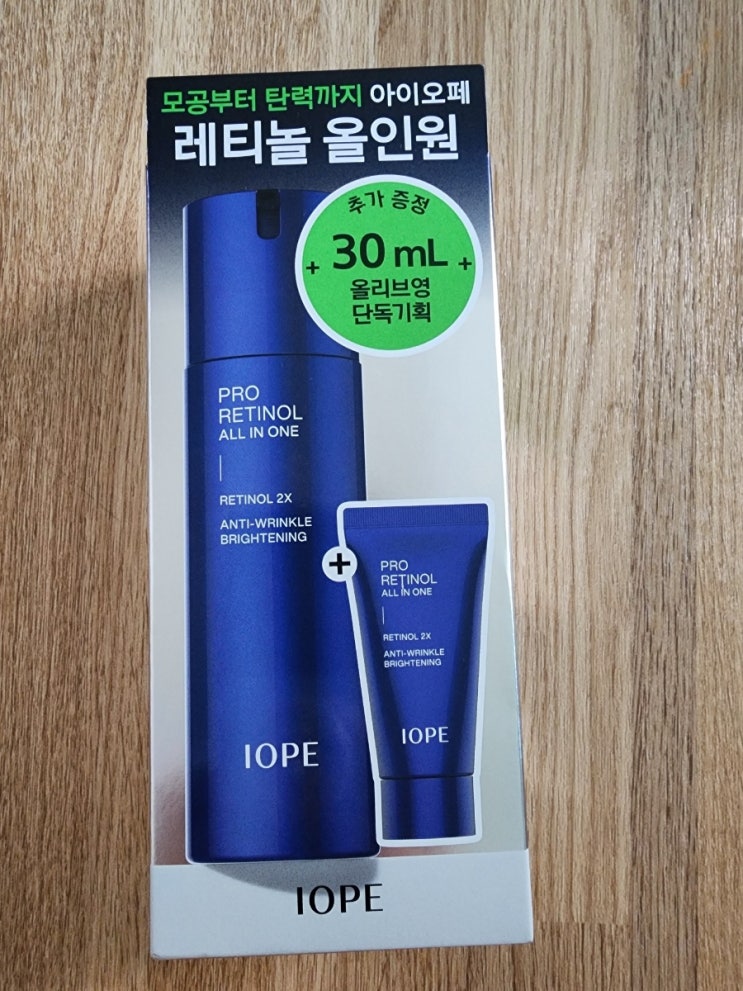 모공부터 탄력까지 아이오페
레티놀 올인원
추가 증정
+ 30 mL +
올리브영
단독기획
PRO
RETINOL
ALL IN ONE
RETINOL 2X
ANTI-WRINKLE
BRIGHTENING
IOPE
+
PRO
RETINOL
ALL IN ONE
RETINOL 2X
ANTI-WRINKLE
BRIGHTENING
IOPE
IOPE